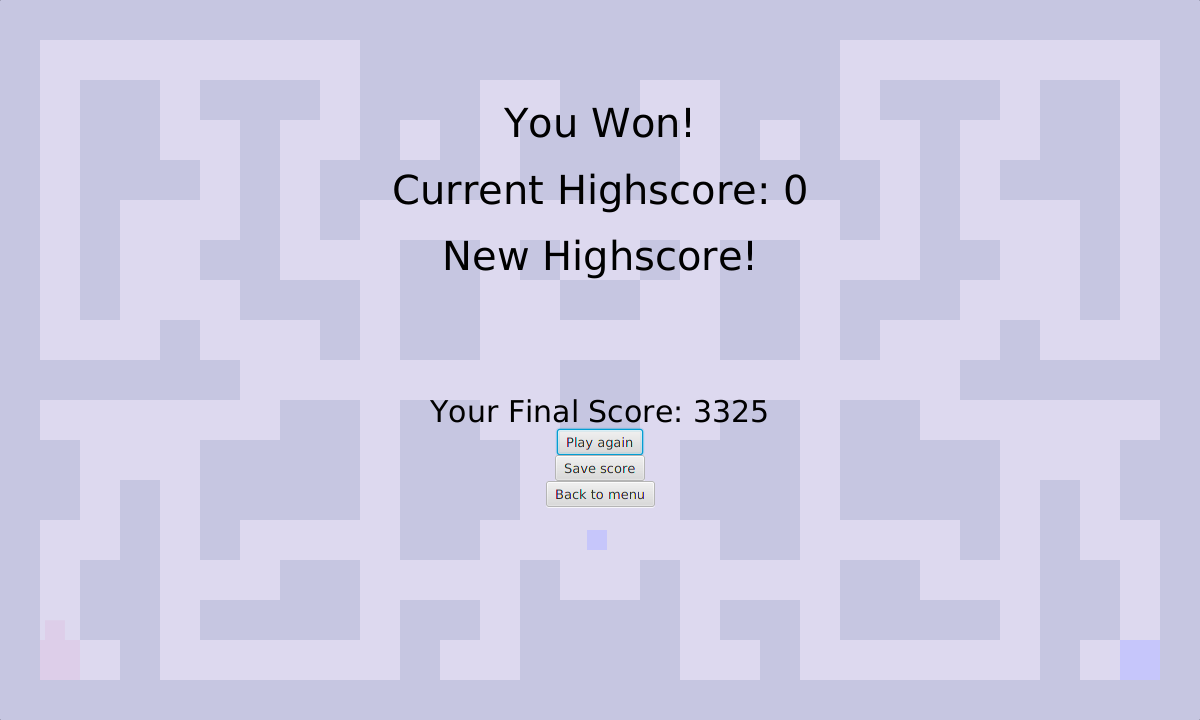 You Won!
Current Highscore: 0
New Highscore!
Your Final Score: 3325
Play again
Save score
Back to menu